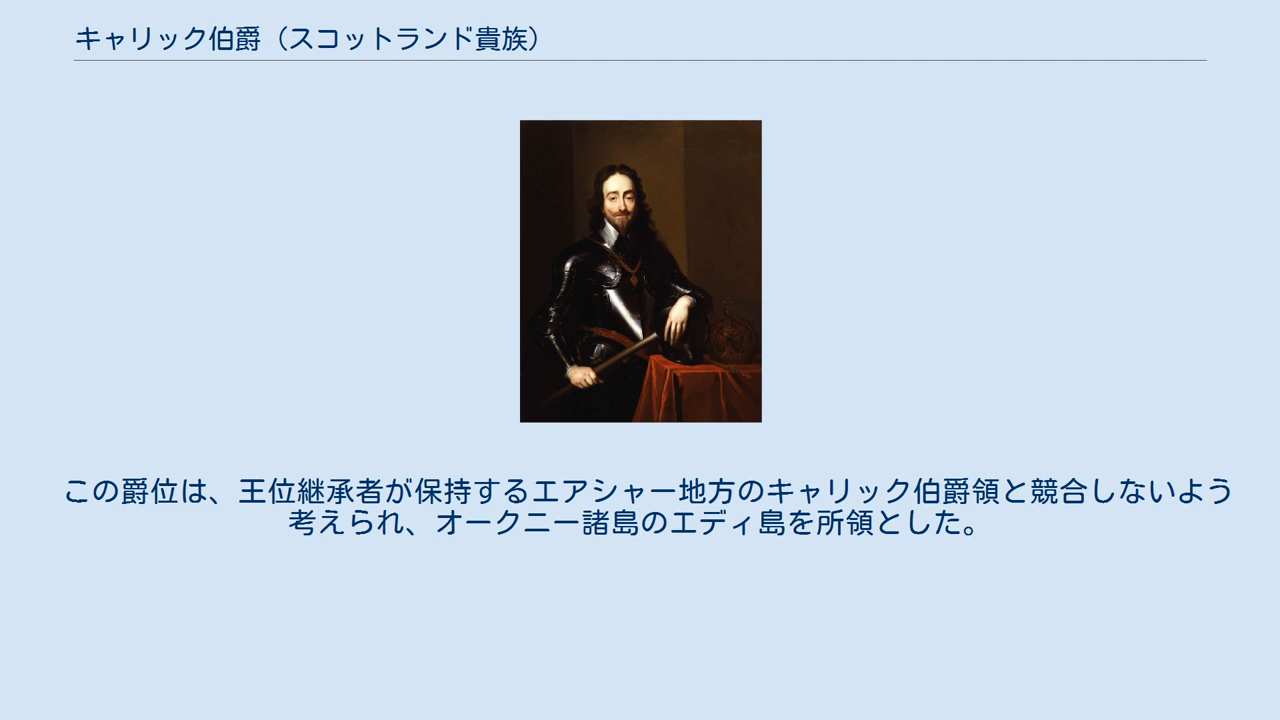 キャリック伯爵（スコットランド貴族）
この爵位は、王位継承者が保持するエアシャー地方のキャリック伯爵領と競合しないよう
考えられ、オークニー諸島のエディ島を所領とした。